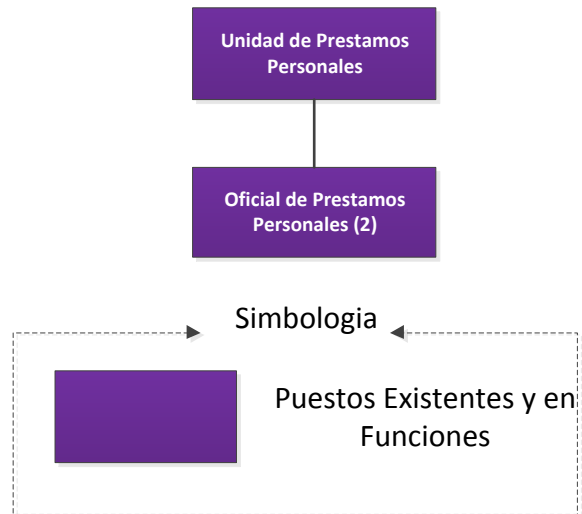 Unidad de Prestamos
Personales
Oficial de Prestamos
Personales (2)
Simbologia
Puestos Existentes y en
Funciones